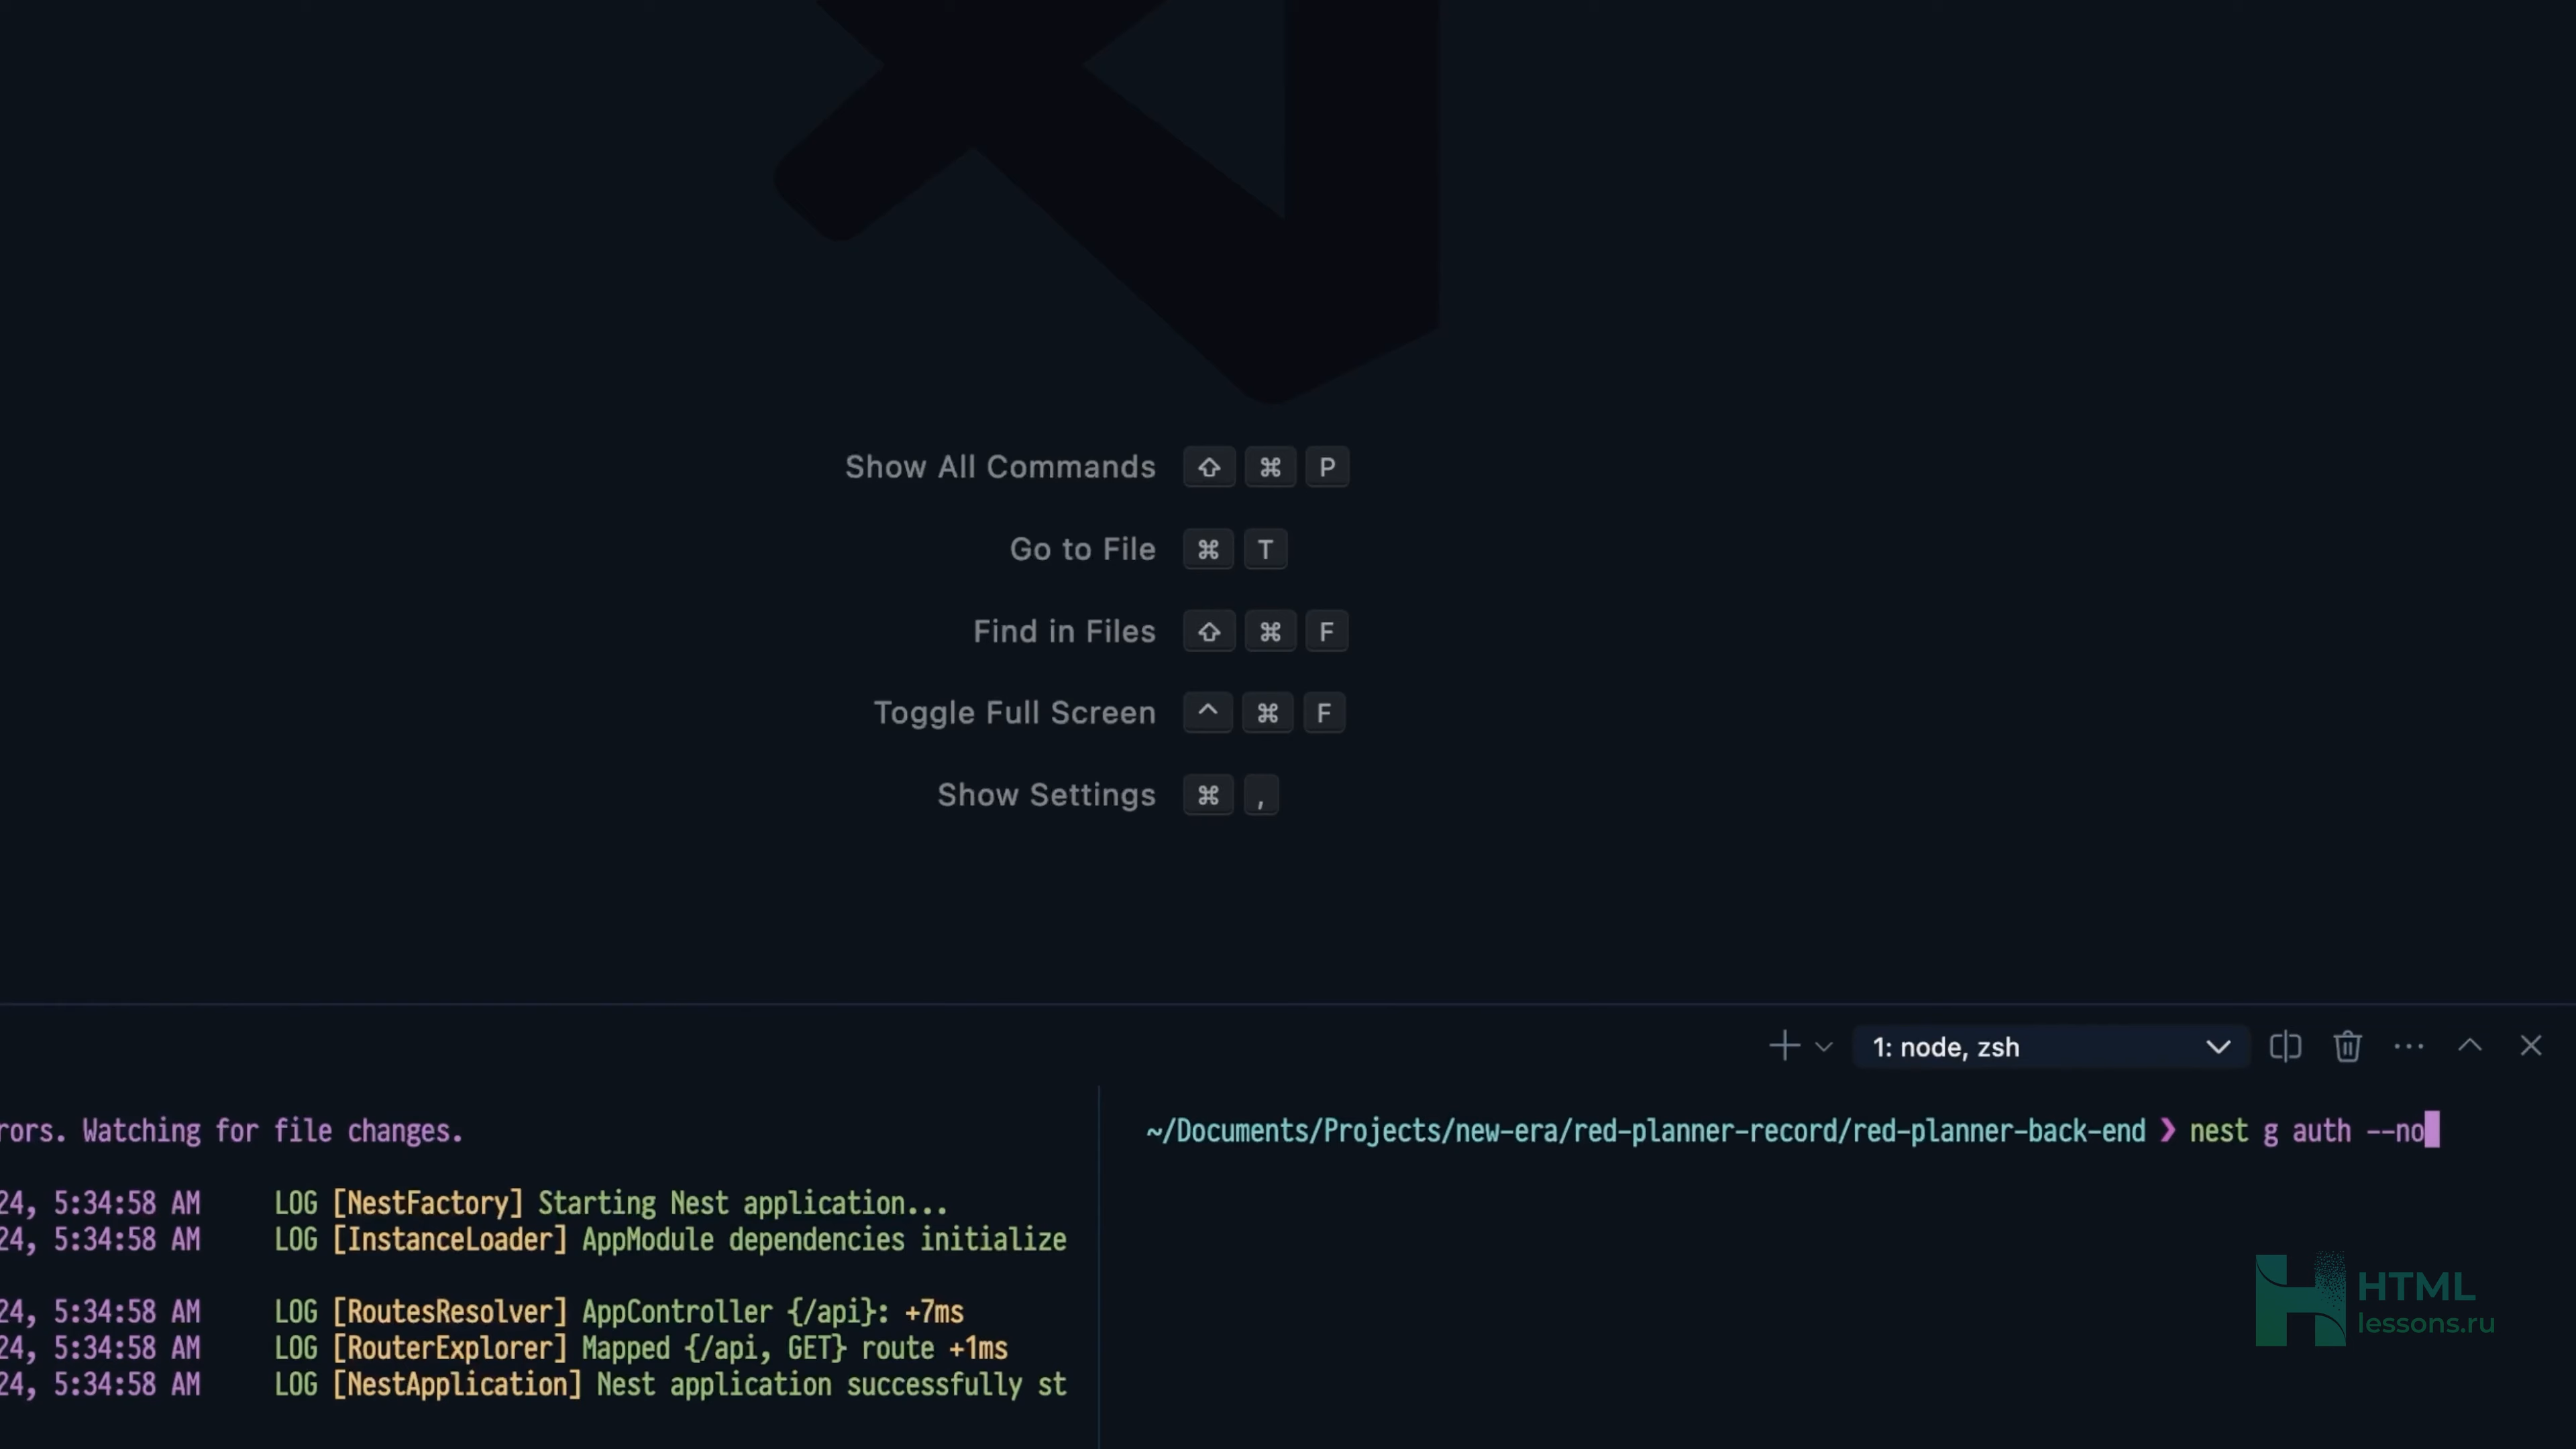 Show All Commands ⇧ ⌘ P
Go to File ⌘ T
Find in Files ⇧ ⌘ F
Toggle Full Screen ^ ⌘ F
Show Settings ⌘ ,
1: node, zsh
rors. Watching for file changes.
24, 5:34:58 AM LOG [NestFactory] Starting Nest application...
24, 5:34:58 AM LOG [InstanceLoader] AppModule dependencies initialize
24, 5:34:58 AM LOG [RoutesResolver] AppController {/api}: +7ms
24, 5:34:58 AM LOG [RouterExplorer] Mapped {/api, GET} route +1ms
24, 5:34:58 AM LOG [NestApplication] Nest application successfully st
~/Documents/Projects/new-era/red-planner-record/red-planner-back-end ❯ nest g auth --no
HTML
lessons.ru